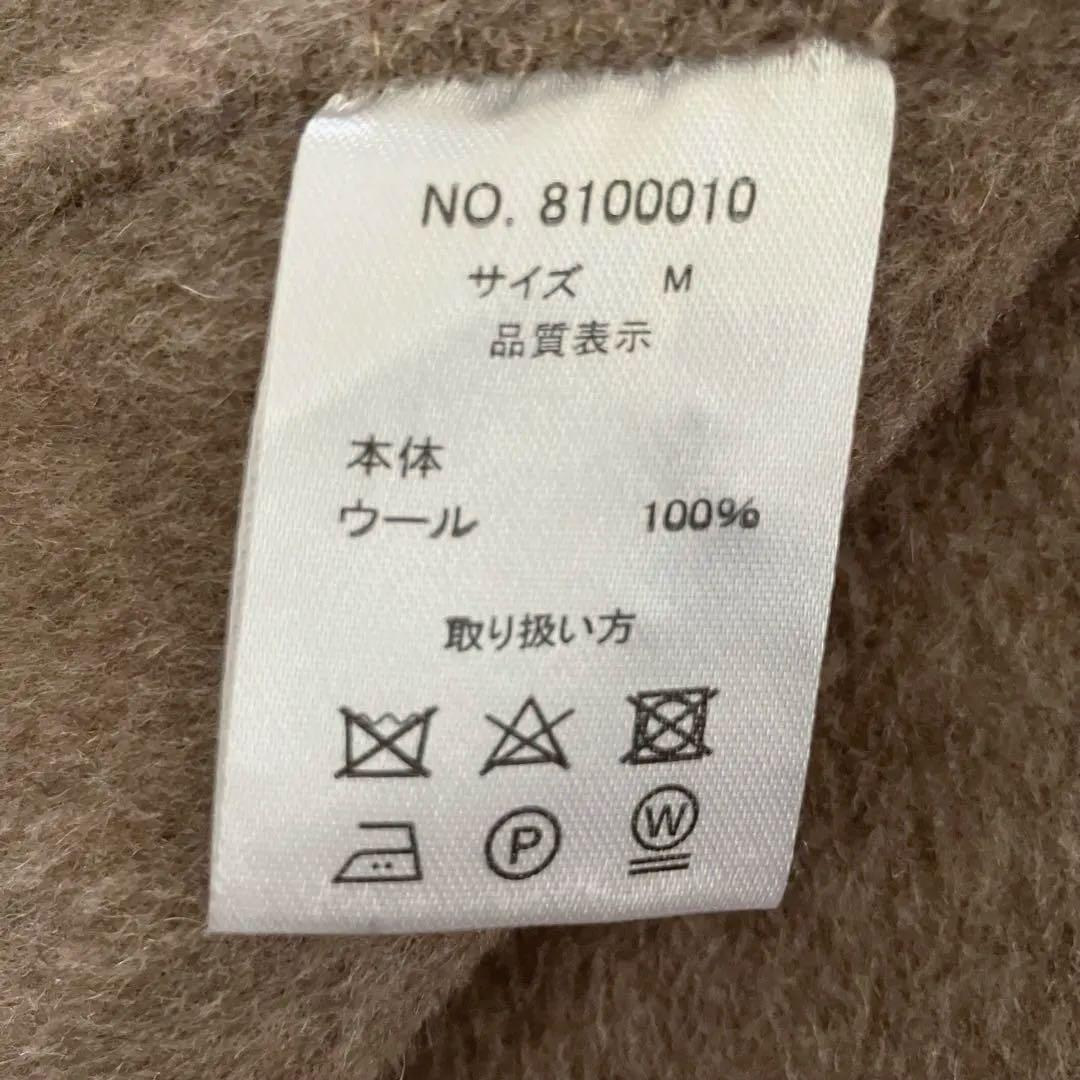 NO. 8100010
サイズ M
品質表示
本体
ウール 100%
取り扱い方
P W